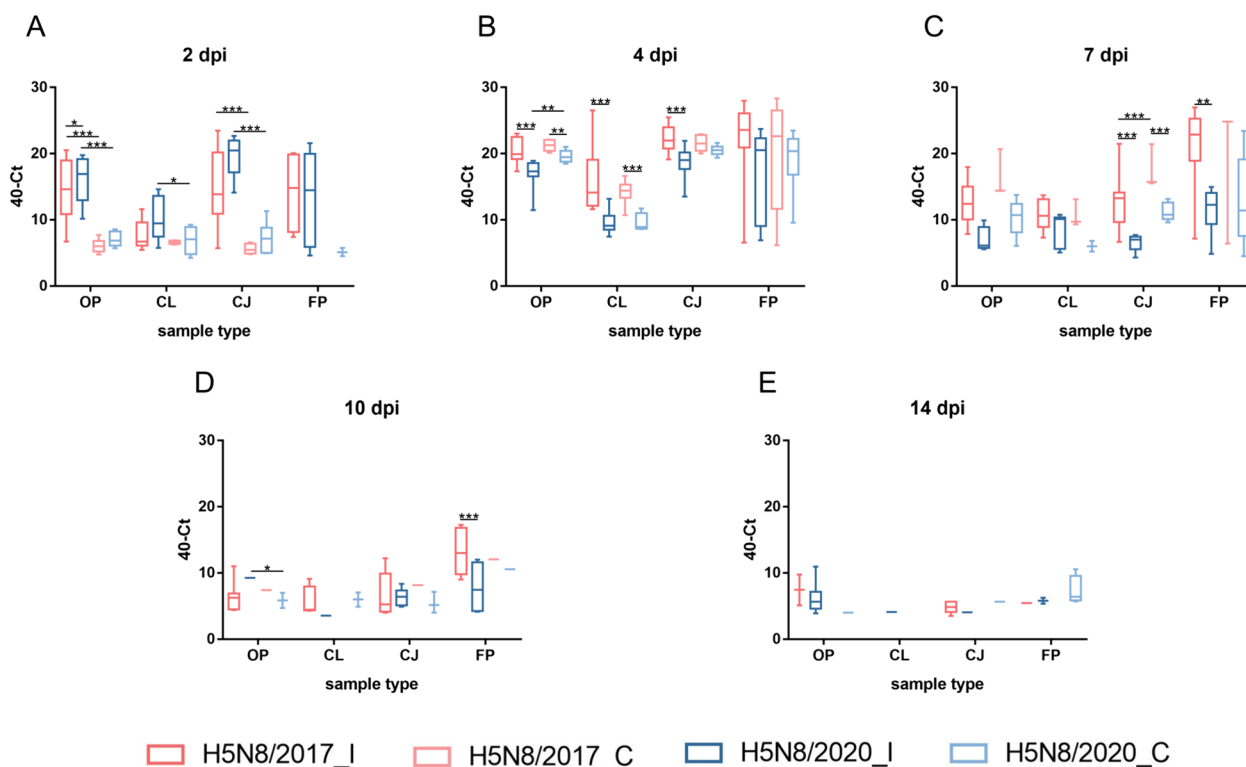 A
2 dpi
40-Ct
30
20
10
0
* *** *** * *** ***
OP CL CJ FP
sample type
B
4 dpi
40-Ct
30
20
10
0
*** ** ** *** *** ***
OP CL CJ FP
sample type
C
7 dpi
40-Ct
30
20
10
0
*** *** *** **
OP CL CJ FP
sample type
D
10 dpi
40-Ct
30
20
10
0
* ***
OP CL CJ FP
sample type
E
14 dpi
40-Ct
30
20
10
0
OP CL CJ FP
sample type
H5N8/2017_I H5N8/2017_C H5N8/2020_I H5N8/2020_C